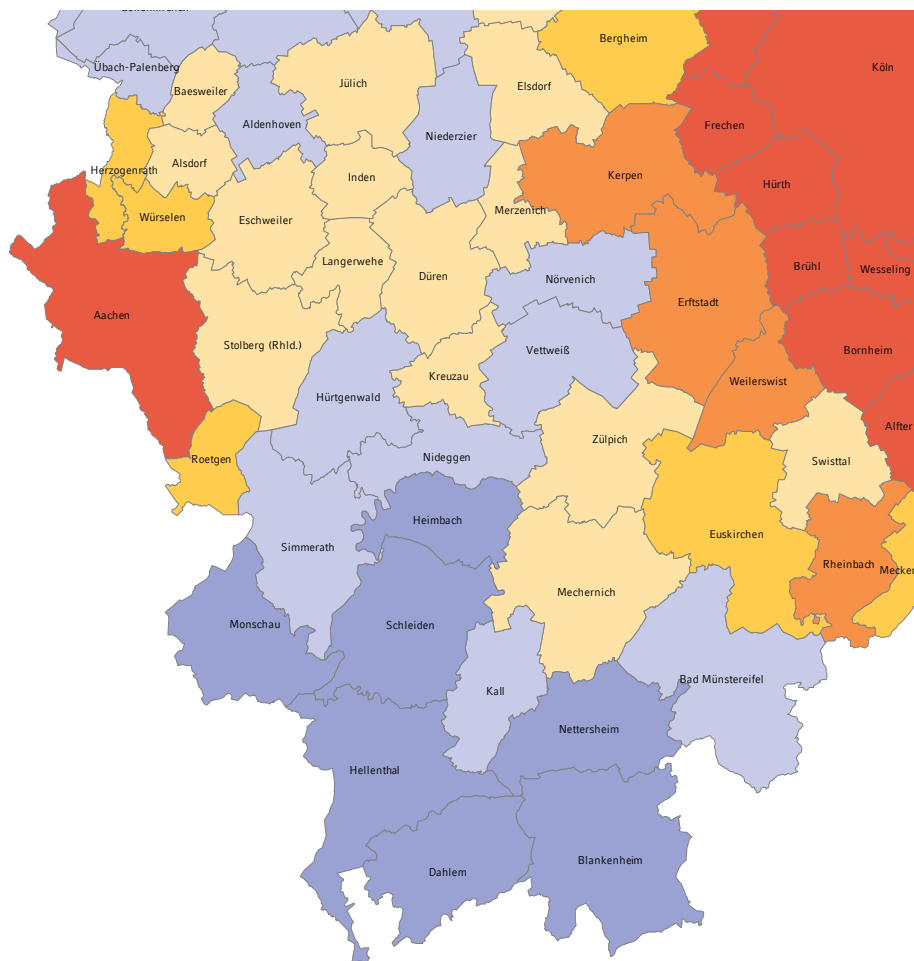 Bergheim
Übach-Palenberg
Köln
Baesweiler
Jülich
Elsdorf
Aldenhoven
Frechen
Niederzier
Alsdorf
Herzogenrath
Inden
Kerpen
Hürth
Würselen
Eschweiler
Merzenich
Langerwehe
Düren
Nörvenich
Brühl
Wesseling
Aachen
Erftstadt
Stolberg (Rhld.)
Vettweiß
Bornheim
Kreuzau
Weilerswist
Hürtgenwald
Alfter
Zülpich
Roetgen
Nideggen
Swisttal
Heimbach
Euskirchen
Simmerath
Rheinbach
Mecken
Mechernich
Monschau
Schleiden
Bad Münstereifel
Kall
Nettersheim
Hellenthal
Blankenheim
Dahlem